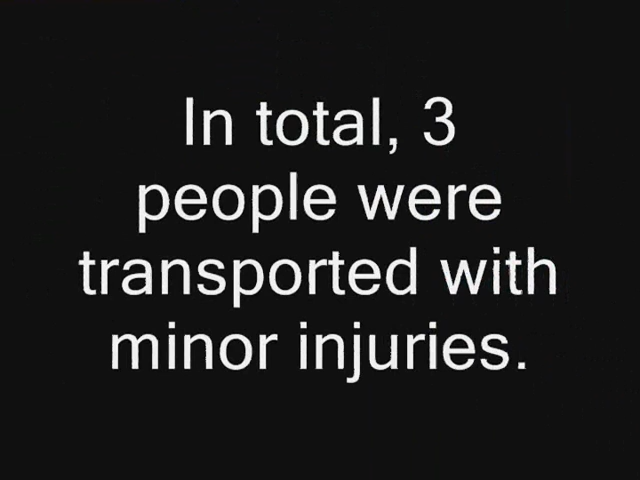 In total, 3
people were
transported with
minor injuries.